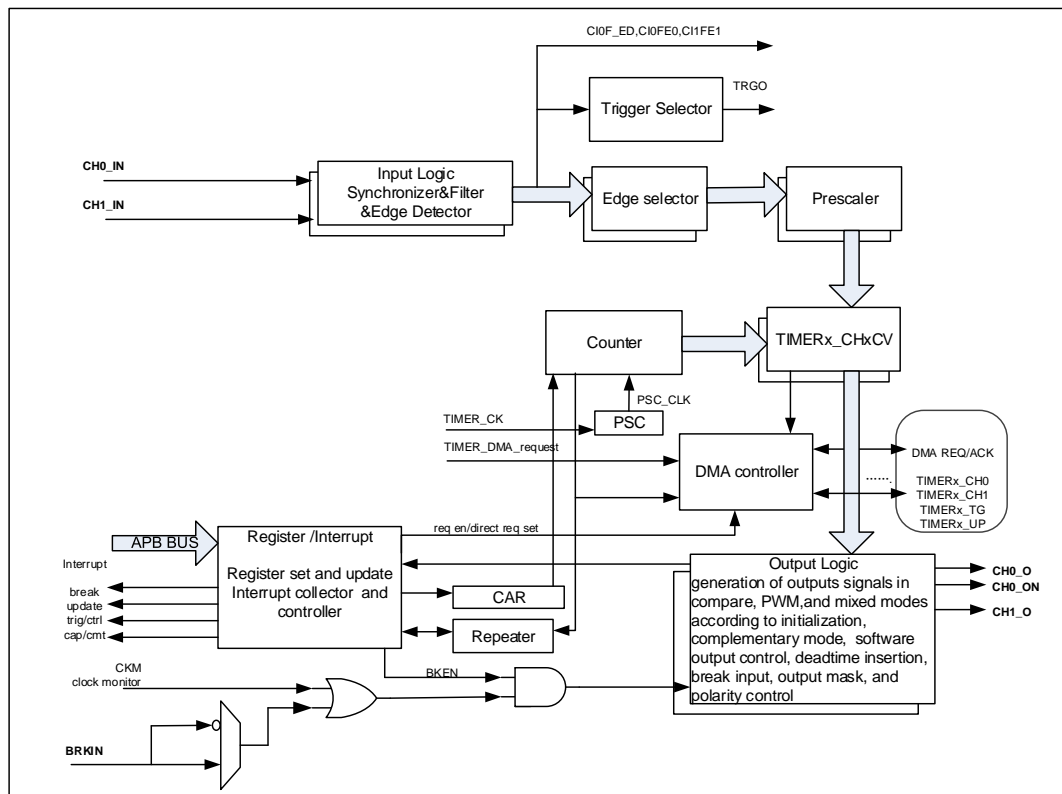 CI0F_ED,CI0FE0,CI1FE1
TRGO
Trigger Selector
CH0_IN
CH1_IN
Input Logic
Synchronizer&Filter
&Edge Detector
Edge selector
Prescaler
Counter
TIMERx_CHxCV
PSC_CLK
TIMER_CK
PSC
TIMER_DMA_request
DMA controller
DMA REQ/ACK
.......
TIMERx_CH0
TIMERx_CH1
TIMERx_TG
TIMERx_UP
req en/direct req set
APB BUS
Register /Interrupt
Register set and update
Interrupt collector and
controller
Interrupt
break
update
trig/ctrl
cap/cmt
CAR
Repeater
Output Logic
generation of outputs signals in
compare, PWM,and mixed modes
according to initialization,
complementary mode, software
output control, deadtime insertion,
break input, output mask, and
polarity control
CH0_O
CH0_ON
CH1_O
CKM
clock monitor
BKEN
BRKIN